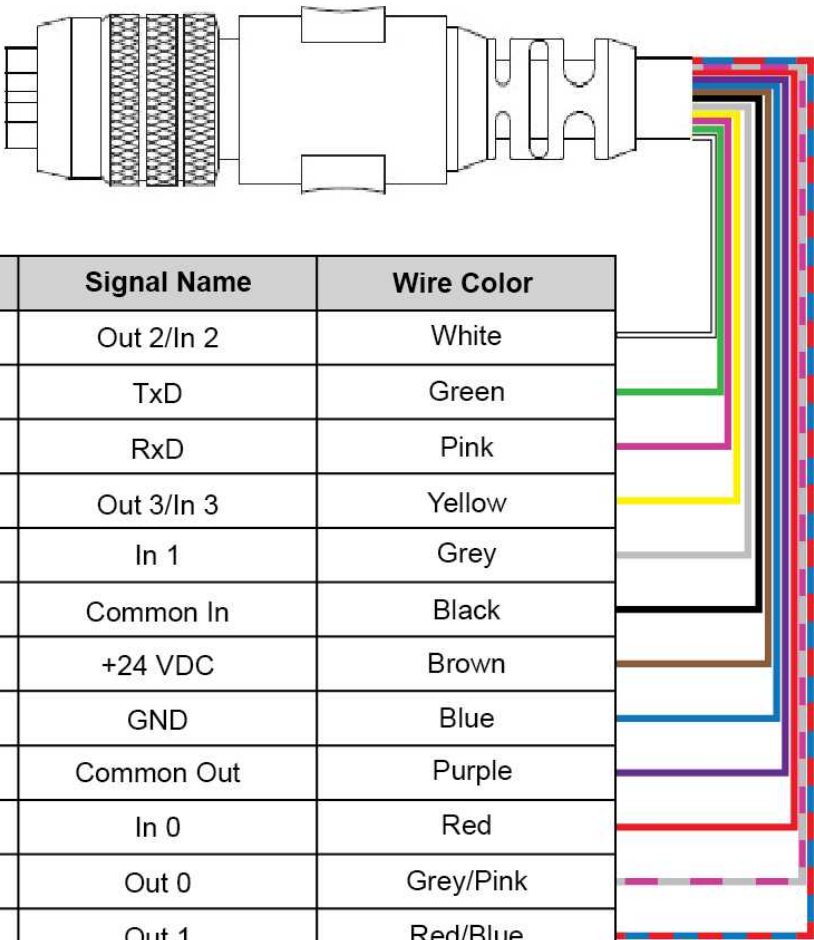 Signal Name Wire Color
Out 2/In 2 White
TxD Green
RxD Pink
Out 3/In 3 Yellow
In 1 Grey
Common In Black
+24 VDC Brown
GND Blue
Common Out Purple
In 0 Red
Out 0 Grey/Pink
Out 1 Red/Blue